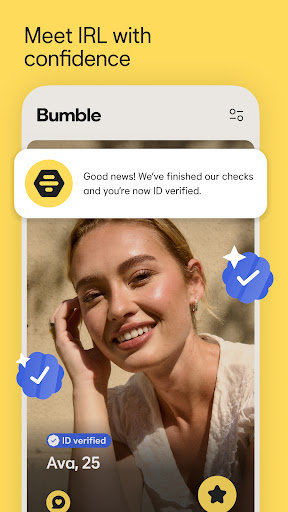 Meet IRL with
confidence
Bumble
Good news! We've finished our checks
and you're now ID verified.
ID verified
Ava, 25